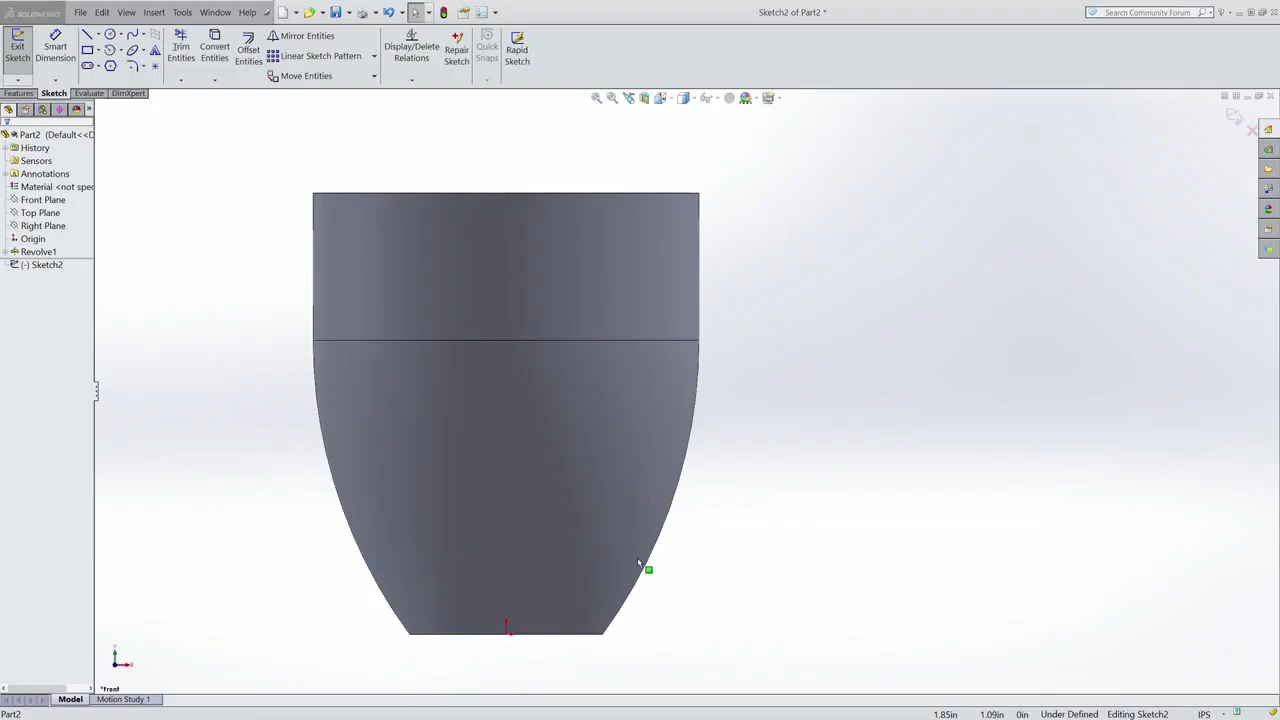 SOLIDWORKS
File Edit View Insert Tools Window Help
Sketch2 of Part2 *
Search Community Forum
Exit Sketch
Smart Dimension
Trim Entities
Convert Entities
Offset Entities
Mirror Entities
Linear Sketch Pattern
Move Entities
Display/Delete Relations
Repair Sketch
Quick Snaps
Rapid Sketch
Features Sketch Evaluate DimXpert
Part2 (Default<<D
History
Sensors
Annotations
Material <not spec
Front Plane
Top Plane
Right Plane
Origin
Revolve1
(-) Sketch2
Y
X
*Front
Model Motion Study 1
Part2 1.85in 1.09in 0in Under Defined Editing Sketch2 IPS